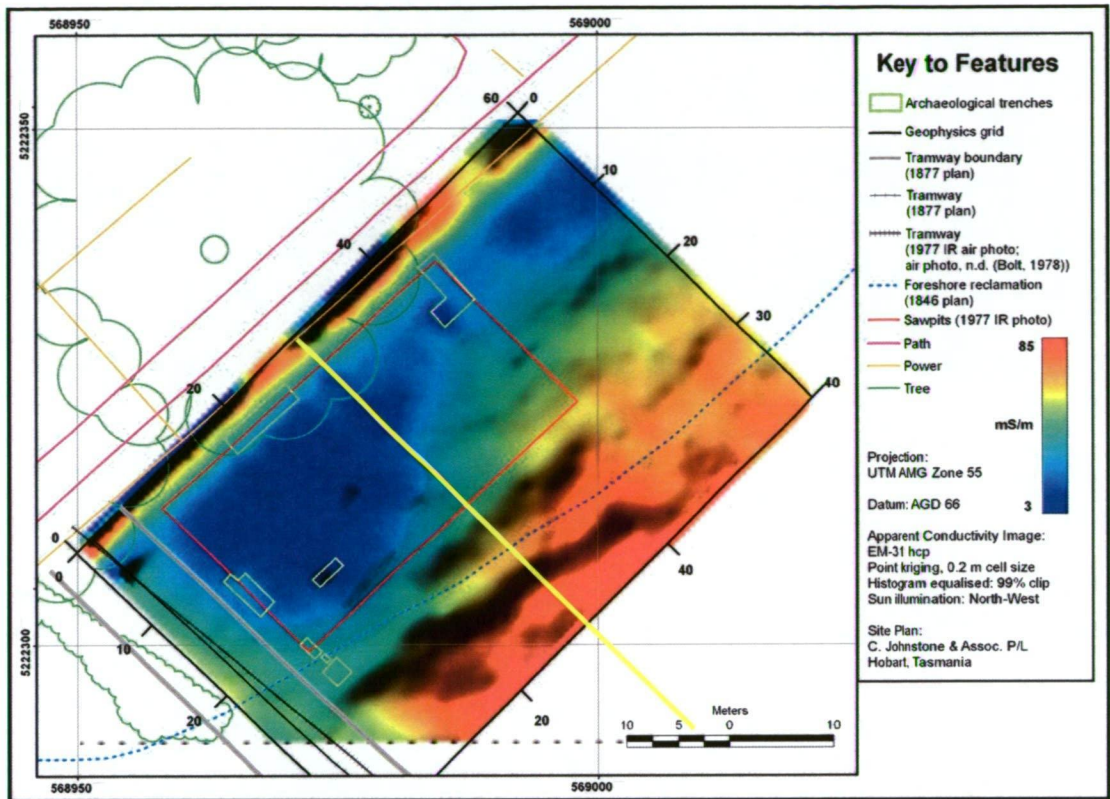 568950
569000
5222350
5222300
60
0
10
20
30
40
40
20
0
0
10
20
20
40
Meters
10 5 0 10
568950
569000
Key to Features
Archaeological trenches
Geophysics grid
Tramway boundary
(1877 plan)
Tramway
(1877 plan)
Tramway
(1977 IR air photo;
air photo, n.d. (Bolt, 1978))
Foreshore reclamation
(1846 plan)
Sawpits (1977 IR photo)
Path
Power
Tree
85
mS/m
3
Projection:
UTM AMG Zone 55
Datum: AGD 66
Apparent Conductivity Image:
EM-31 hcp
Point kriging, 0.2 m cell size
Histogram equalised: 99% clip
Sun illumination: North-West
Site Plan:
C. Johnstone & Assoc. P/L
Hobart, Tasmania